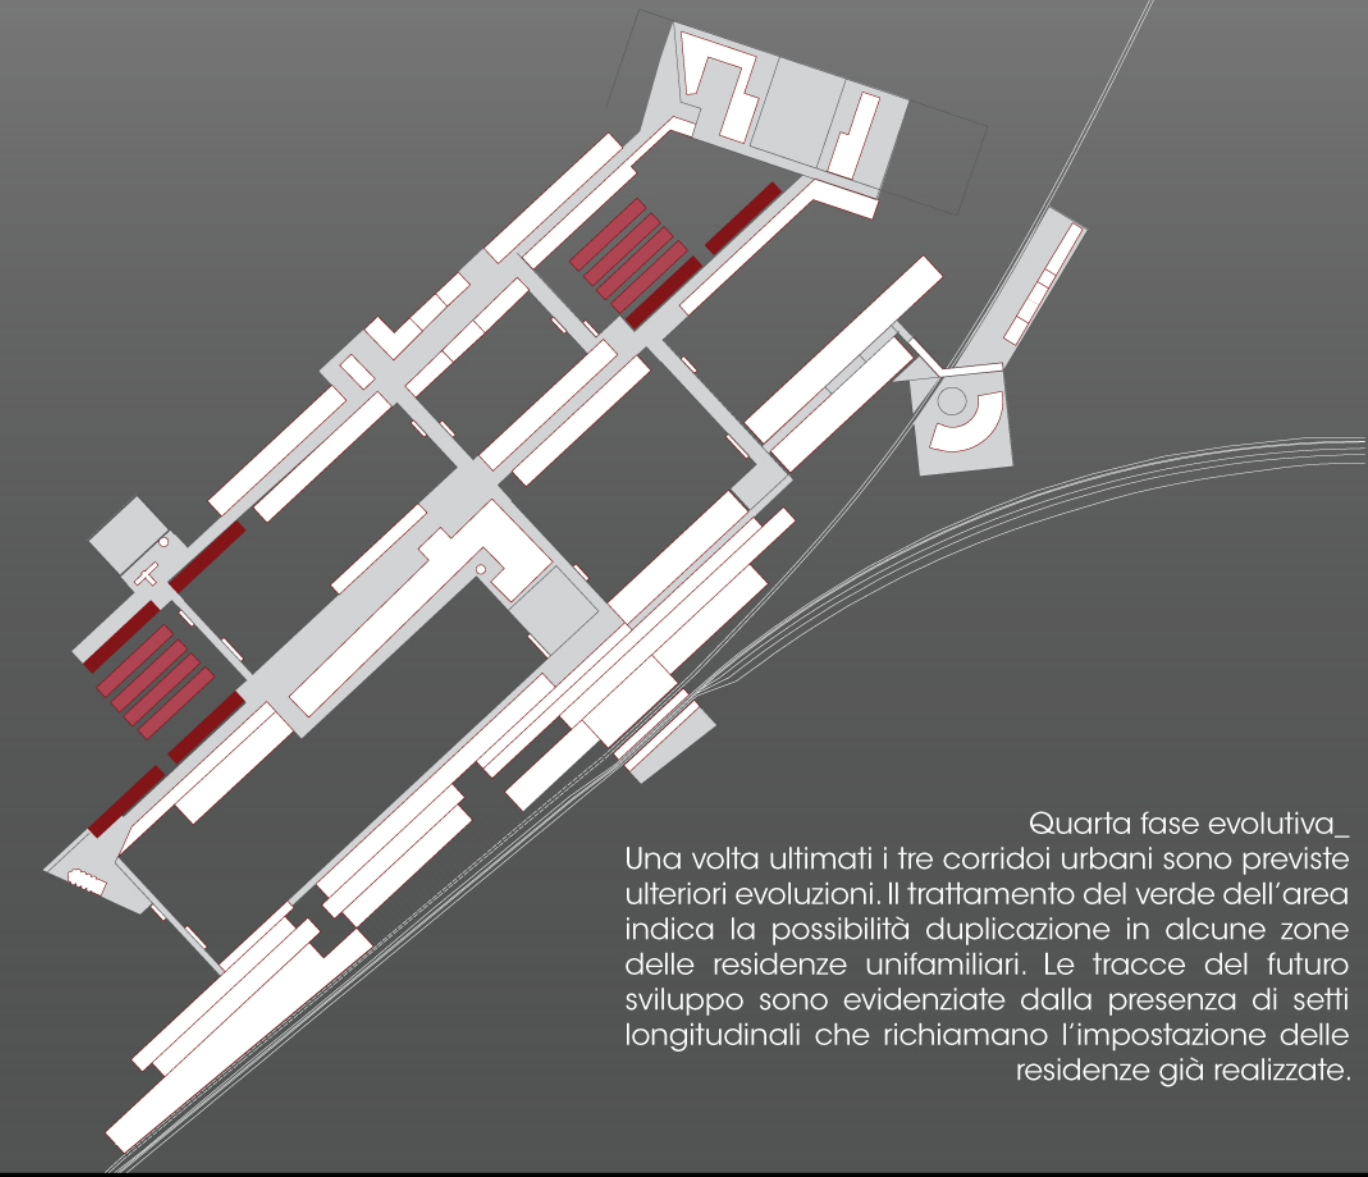 Quarta fase evolutiva_
Una volta ultimati i tre corridoi urbani sono previste
ulteriori evoluzioni. Il trattamento del verde dell'area
indica la possibilità duplicazione in alcune zone
delle residenze unifamiliari. Le tracce del futuro
sviluppo sono evidenziate dalla presenza di setti
longitudinali che richiamano l'impostazione delle
residenze già realizzate.